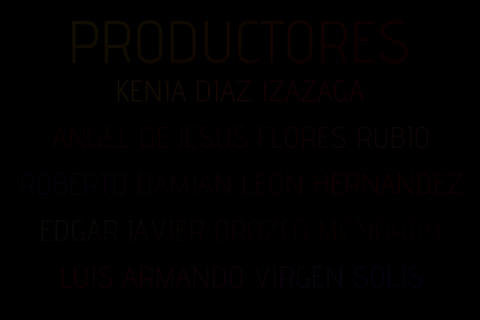 PRODUCTORES
KENIA DIAZ IZAZAGA
ANGEL DE JESUS FLORES RUBIO
ROBERTO DAMIAN LEON HERNANDEZ
EDGAR JAVIER OROZCO
LUIS ARMANDO VIRGEN SOLIS